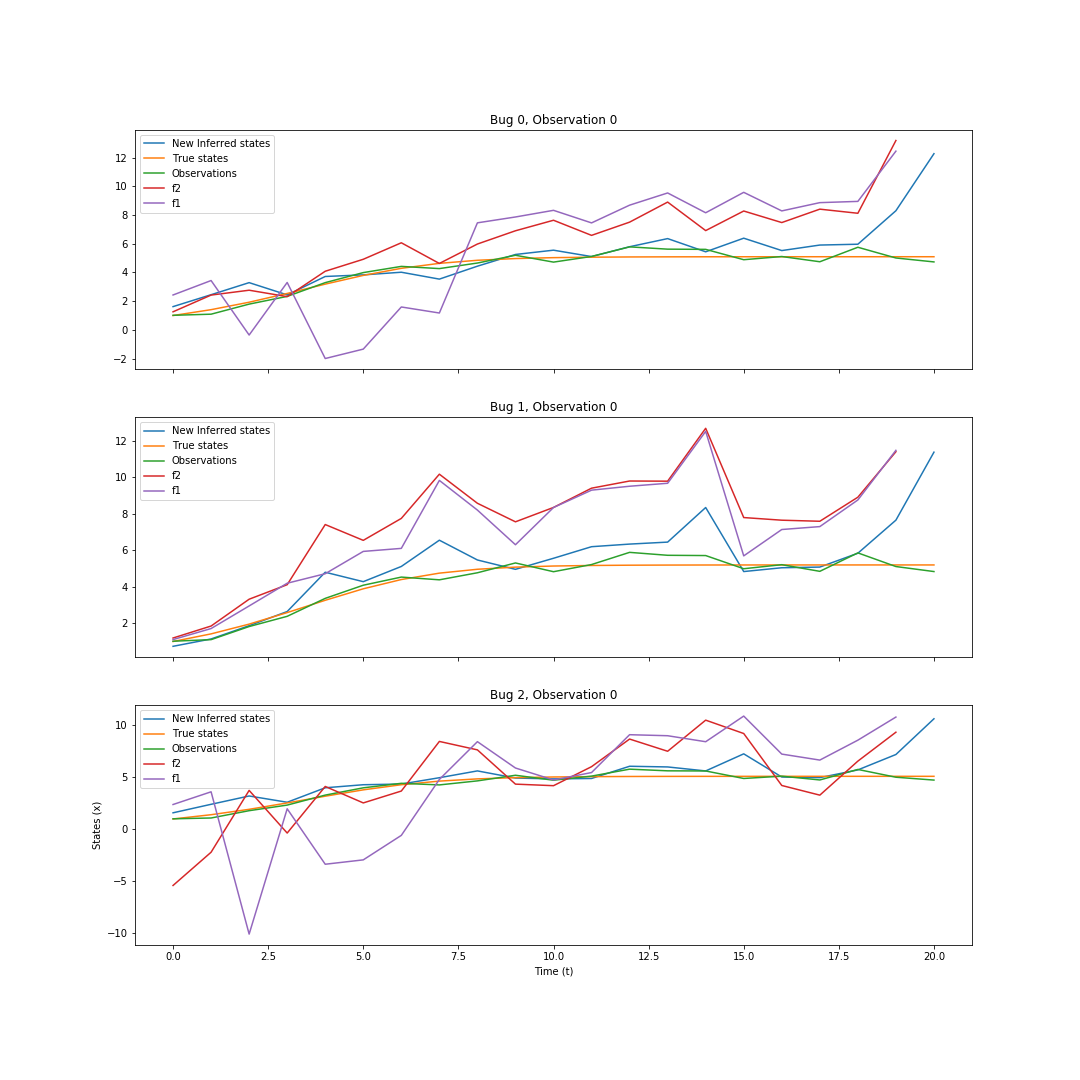 Bug 0, Observation 0
New Inferred states
True states
Observations
f2
f1
12
10
8
6
4
2
0
−2
Bug 1, Observation 0
New Inferred states
True states
Observations
f2
f1
12
10
8
6
4
2
Bug 2, Observation 0
New Inferred states
True states
Observations
f2
f1
10
5
0
−5
−10
States (x)
0.0 2.5 5.0 7.5 10.0 12.5 15.0 17.5 20.0
Time (t)